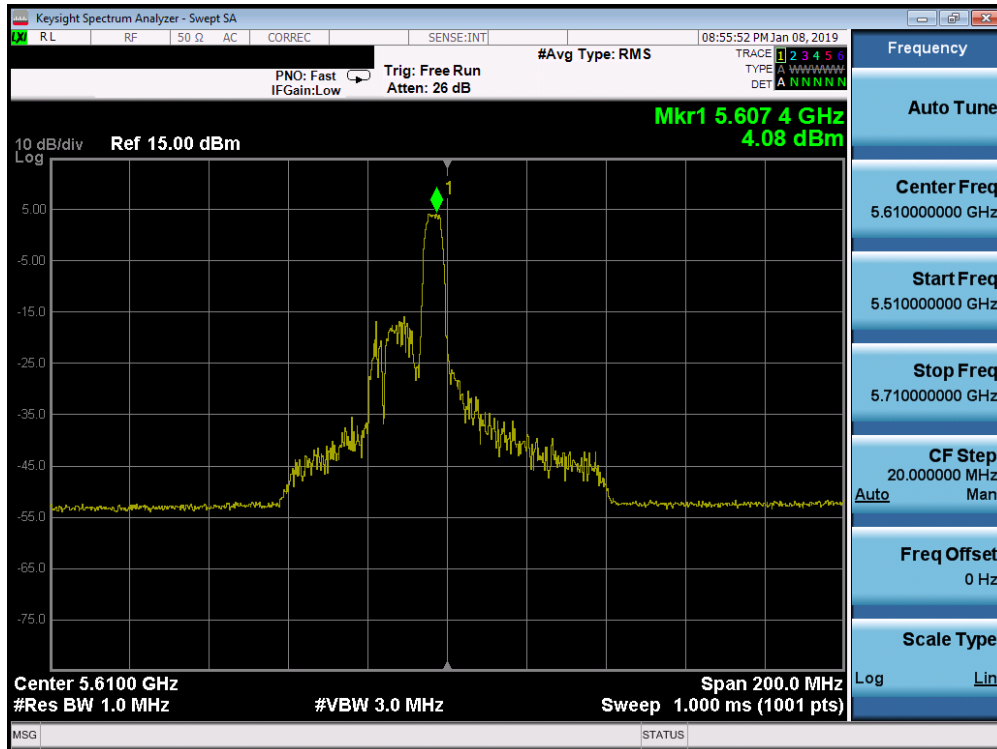 Keysight Spectrum Analyzer - Swept SA
LXI RL RF 50 Ω AC CORREC SENSE:INT 08:55:52 PM Jan 08, 2019
#Avg Type: RMS
TRACE 1 2 3 4 5 6
TYPE A WWWWW
DET A N N N N N
PNO: Fast
IFGain:Low
Trig: Free Run
Atten: 26 dB
Mkr1 5.607 4 GHz
4.08 dBm
10 dB/div Ref 15.00 dBm
Log
1
5.00
-5.00
-15.0
-25.0
-35.0
-45.0
-55.0
-65.0
-75.0
Center 5.6100 GHz Span 200.0 MHz
#Res BW 1.0 MHz #VBW 3.0 MHz Sweep 1.000 ms (1001 pts)
MSG STATUS
Frequency
Auto Tune
Center Freq
5.610000000 GHz
Start Freq
5.510000000 GHz
Stop Freq
5.710000000 GHz
CF Step
20.000000 MHz
Auto Man
Freq Offset
0 Hz
Scale Type
Log Lin